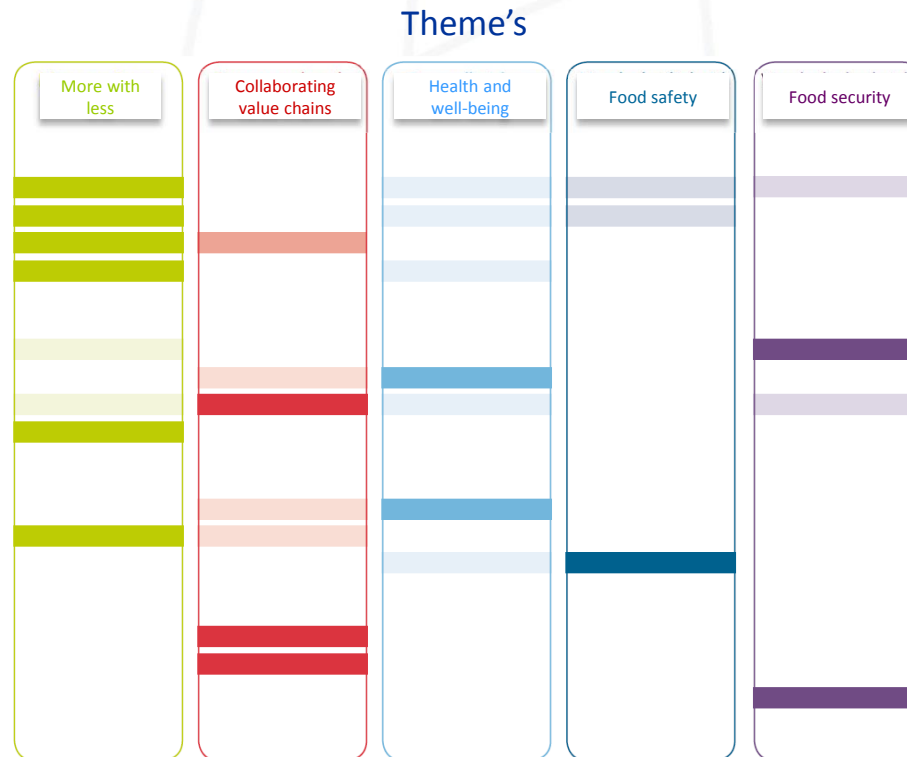 Theme's
More with
less
Collaborating
value chains
Health and
well-being
Food safety
Food security